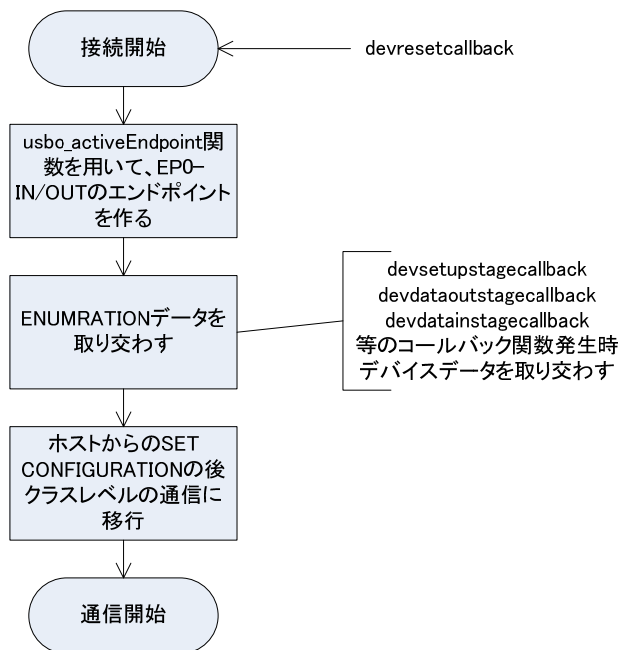 接続開始
devresetcallback
usbo_activeEndpoint関
数を用いて、EP0-
IN/OUTのエンドポイント
を作る
ENUMRATIONデータを
取り交わす
devsetupstagecallback
devdataoutstagecallback
devdatainstagecallback
等のコールバック関数発生時
デバイスデータを取り交わす
ホストからのSET
CONFIGURATIONの後
クラスレベルの通信に
移行
通信開始